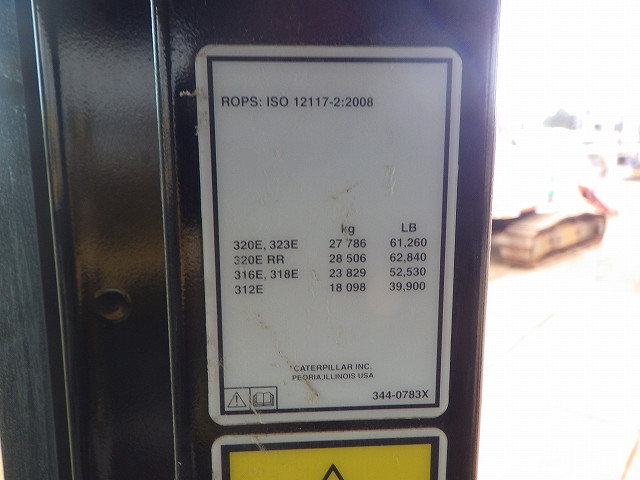 ROPS: ISO 12117-2:2008
kg LB
320E, 323E 27 786 61,260
320E RR 28 506 62,840
316E, 318E 23 829 52,530
312E 18 098 39,900
CATERPILLAR INC.
PEORIA,ILLINOIS USA
344-0783X